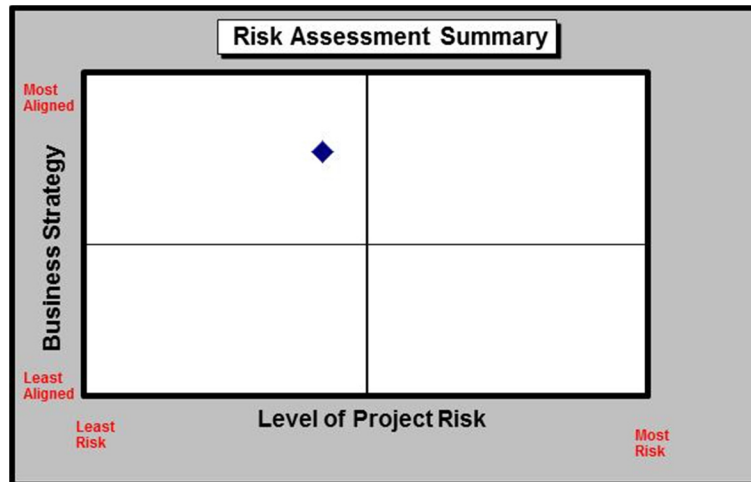 Risk Assessment Summary
Most
Aligned
Business Strategy
Least
Aligned
Level of Project Risk
Least
Risk
Most
Risk